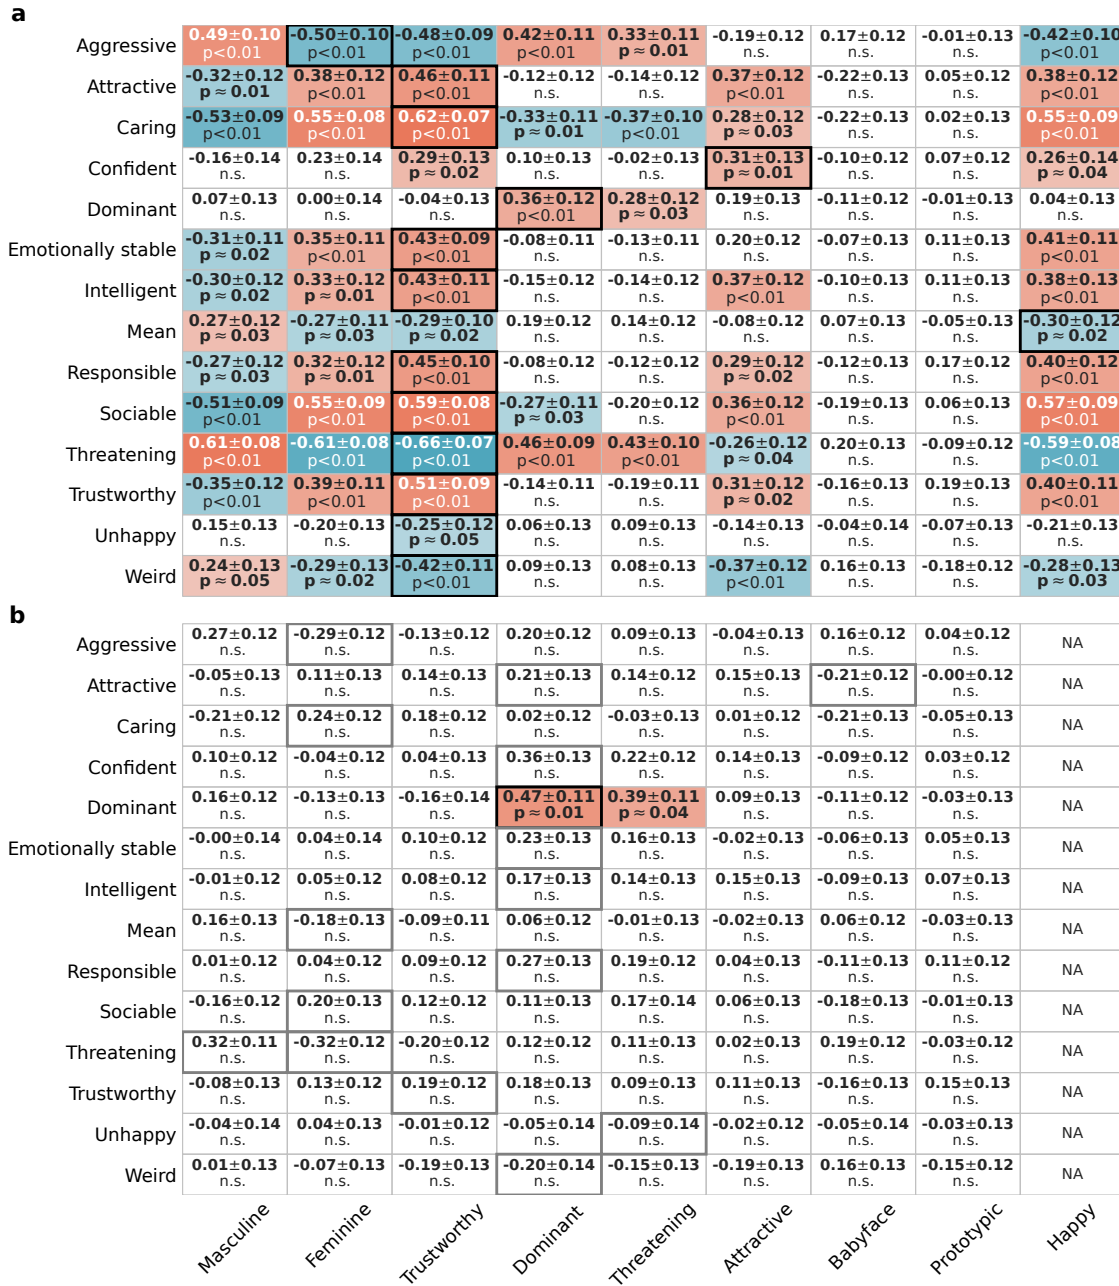 a
Aggressive 0.49±0.10 -0.50±0.10 -0.48±0.09 0.42±0.11 0.33±0.11 -0.19±0.12 0.17±0.12 -0.01±0.13 -0.42±0.10
p<0.01 p<0.01 p<0.01 p<0.01 p≈0.01 n.s. n.s. n.s. p<0.01
Attractive -0.32±0.12 0.38±0.12 0.46±0.11 -0.12±0.12 -0.14±0.12 0.37±0.12 -0.22±0.13 0.05±0.12 0.38±0.12
p≈0.01 p<0.01 p<0.01 n.s. n.s. p<0.01 n.s. n.s. p<0.01
Caring -0.53±0.09 0.55±0.08 0.62±0.07 -0.33±0.11 -0.37±0.10 0.28±0.12 -0.22±0.13 0.02±0.13 0.55±0.09
p<0.01 p<0.01 p<0.01 p≈0.01 p<0.01 p≈0.03 n.s. n.s. p<0.01
Confident -0.16±0.14 0.23±0.14 0.29±0.13 0.10±0.13 -0.02±0.13 0.31±0.13 -0.10±0.12 0.07±0.12 0.26±0.14
n.s. n.s. p≈0.02 n.s. n.s. p≈0.01 n.s. n.s. p≈0.04
Dominant 0.07±0.13 0.00±0.14 -0.04±0.13 0.36±0.12 0.28±0.12 0.19±0.13 -0.11±0.12 -0.01±0.13 0.04±0.13
n.s. n.s. n.s. p<0.01 p≈0.03 n.s. n.s. n.s. n.s.
Emotionally stable -0.31±0.11 0.35±0.11 0.43±0.09 -0.08±0.11 -0.13±0.11 0.20±0.12 -0.07±0.13 0.11±0.13 0.41±0.11
p≈0.02 p<0.01 p<0.01 n.s. n.s. n.s. n.s. n.s. p<0.01
Intelligent -0.30±0.12 0.33±0.12 0.43±0.11 -0.15±0.12 -0.14±0.12 0.37±0.12 -0.10±0.13 0.11±0.13 0.38±0.13
p≈0.02 p≈0.01 p<0.01 n.s. n.s. p<0.01 n.s. n.s. p<0.01
Mean 0.27±0.12 -0.27±0.11 -0.29±0.10 0.19±0.12 0.14±0.12 -0.08±0.12 0.07±0.13 -0.05±0.13 -0.30±0.12
p≈0.03 p≈0.03 p≈0.02 n.s. n.s. n.s. n.s. n.s. p≈0.02
Responsible -0.27±0.12 0.32±0.12 0.45±0.10 -0.08±0.12 -0.12±0.12 0.29±0.12 -0.12±0.13 0.17±0.12 0.40±0.12
p≈0.03 p≈0.01 p<0.01 n.s. n.s. p≈0.02 n.s. n.s. p<0.01
Sociable -0.51±0.09 0.55±0.09 0.59±0.08 -0.27±0.11 -0.20±0.12 0.36±0.12 -0.19±0.13 0.06±0.13 0.57±0.09
p<0.01 p<0.01 p<0.01 p≈0.03 n.s. p<0.01 n.s. n.s. p<0.01
Threatening 0.61±0.08 -0.61±0.08 -0.66±0.07 0.46±0.09 0.43±0.10 -0.26±0.12 0.20±0.13 -0.09±0.12 -0.59±0.08
p<0.01 p<0.01 p<0.01 p<0.01 p<0.01 p≈0.04 n.s. n.s. p<0.01
Trustworthy -0.35±0.12 0.39±0.11 0.51±0.09 -0.14±0.11 -0.19±0.11 0.31±0.12 -0.16±0.13 0.19±0.13 0.40±0.11
p<0.01 p<0.01 p<0.01 n.s. n.s. p≈0.02 n.s. n.s. p<0.01
Unhappy 0.15±0.13 -0.20±0.13 -0.25±0.12 0.06±0.13 0.09±0.13 -0.14±0.13 -0.04±0.14 -0.07±0.13 -0.21±0.13
n.s. n.s. p≈0.05 n.s. n.s. n.s. n.s. n.s. n.s.
Weird 0.24±0.13 -0.29±0.13 -0.42±0.11 0.09±0.13 0.08±0.13 -0.37±0.12 0.16±0.13 -0.18±0.12 -0.28±0.13
p≈0.05 p≈0.02 p<0.01 n.s. n.s. p<0.01 n.s. n.s. p≈0.03
b
Aggressive 0.27±0.12 -0.29±0.12 -0.13±0.12 0.20±0.12 0.09±0.13 -0.04±0.13 0.16±0.12 0.04±0.12 NA
n.s. n.s. n.s. n.s. n.s. n.s. n.s. n.s.
Attractive -0.05±0.13 0.11±0.13 0.14±0.13 0.21±0.13 0.14±0.12 0.15±0.13 -0.21±0.12 -0.00±0.12 NA
n.s. n.s. n.s. n.s. n.s. n.s. n.s. n.s.
Caring -0.21±0.12 0.24±0.12 0.18±0.12 0.02±0.12 -0.03±0.13 0.01±0.12 -0.21±0.13 -0.05±0.13 NA
n.s. n.s. n.s. n.s. n.s. n.s. n.s. n.s.
Confident 0.10±0.12 -0.04±0.12 0.04±0.13 0.36±0.13 0.22±0.12 0.14±0.13 -0.09±0.12 0.03±0.12 NA
n.s. n.s. n.s. n.s. n.s. n.s. n.s. n.s.
Dominant 0.16±0.12 -0.13±0.13 -0.16±0.14 0.47±0.11 0.39±0.11 0.09±0.13 -0.11±0.12 -0.03±0.13 NA
n.s. n.s. n.s. p≈0.01 p≈0.04 n.s. n.s. n.s.
Emotionally stable -0.00±0.14 0.04±0.14 0.10±0.12 0.23±0.13 0.16±0.13 -0.02±0.13 -0.06±0.13 0.05±0.13 NA
n.s. n.s. n.s. n.s. n.s. n.s. n.s. n.s.
Intelligent -0.01±0.12 0.05±0.12 0.08±0.12 0.17±0.13 0.14±0.13 0.15±0.13 -0.09±0.13 0.07±0.13 NA
n.s. n.s. n.s. n.s. n.s. n.s. n.s. n.s.
Mean 0.16±0.13 -0.18±0.13 -0.09±0.11 0.06±0.12 -0.01±0.13 -0.02±0.13 0.06±0.12 -0.03±0.13 NA
n.s. n.s. n.s. n.s. n.s. n.s. n.s. n.s.
Responsible 0.01±0.12 0.04±0.12 0.09±0.12 0.27±0.13 0.19±0.12 0.04±0.13 -0.11±0.13 0.11±0.12 NA
n.s. n.s. n.s. n.s. n.s. n.s. n.s. n.s.
Sociable -0.16±0.12 0.20±0.13 0.12±0.12 0.11±0.13 0.17±0.14 0.06±0.13 -0.18±0.13 -0.01±0.13 NA
n.s. n.s. n.s. n.s. n.s. n.s. n.s. n.s.
Threatening 0.32±0.11 -0.32±0.12 -0.20±0.12 0.12±0.12 0.11±0.13 0.02±0.13 0.19±0.12 -0.03±0.12 NA
n.s. n.s. n.s. n.s. n.s. n.s. n.s. n.s.
Trustworthy -0.08±0.13 0.13±0.12 0.19±0.12 0.18±0.13 0.09±0.13 0.11±0.13 -0.16±0.13 0.15±0.13 NA
n.s. n.s. n.s. n.s. n.s. n.s. n.s. n.s.
Unhappy -0.04±0.14 0.04±0.13 -0.01±0.12 -0.05±0.14 -0.09±0.14 -0.02±0.12 -0.05±0.14 -0.03±0.13 NA
n.s. n.s. n.s. n.s. n.s. n.s. n.s. n.s.
Weird 0.01±0.13 -0.07±0.13 -0.19±0.13 -0.20±0.14 -0.15±0.13 -0.19±0.13 0.16±0.13 -0.15±0.12 NA
n.s. n.s. n.s. n.s. n.s. n.s. n.s. n.s.
Masculine Feminine Trustworthy Dominant Threatening Attractive Babyface Prototypic Happy